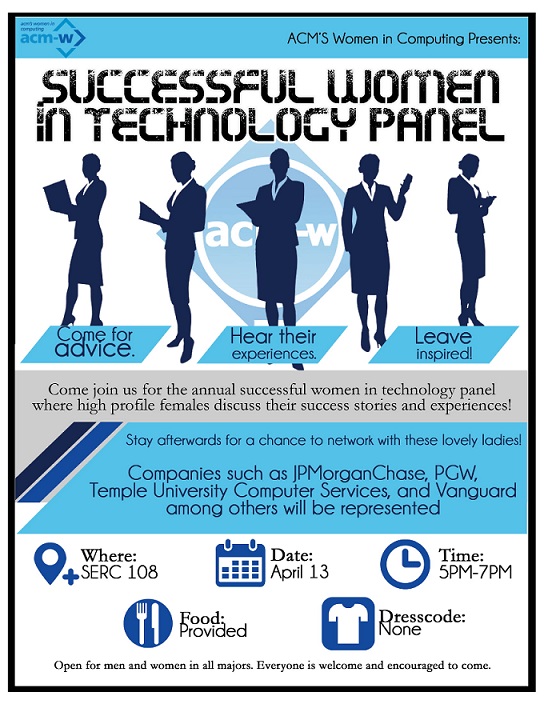 acm's women in
computing
acm-w
ACM'S Women in Computing Presents:
SUCCESSFUL WOMEN
IN TECHNOLOGY PANEL
acm-w
Come for
advice.
Hear their
experiences.
Leave
inspired!
Come join us for the annual successful women in technology panel
where high profile females discuss their success stories and experiences!
Stay afterwards for a chance to network with these lovely ladies!
Companies such as JPMorganChase, PGW,
Temple University Computer Services, and Vanguard
among others will be represented
Where:
SERC 108
Date:
April 13
Time:
5PM-7PM
Food:
Provided
Dresscode:
None
Open for men and women in all majors. Everyone is welcome and encouraged to come.